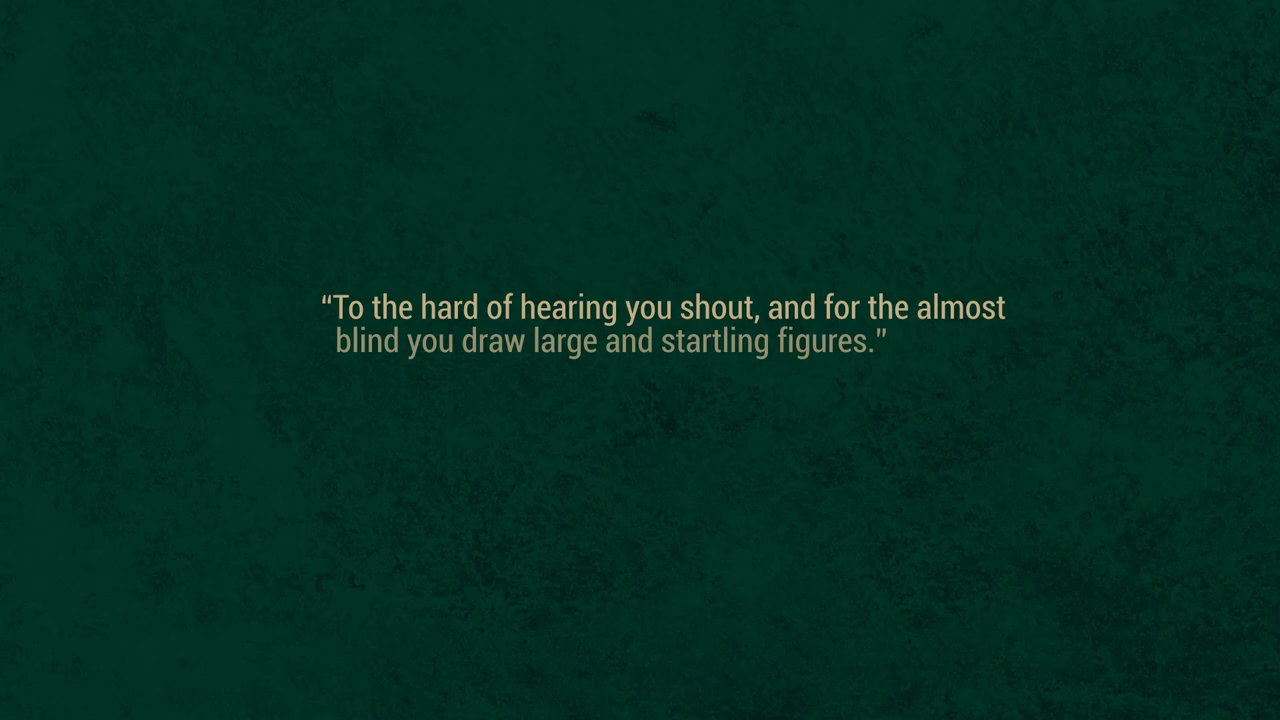 “To the hard of hearing you shout, and for the almost
blind you draw large and startling figures.”